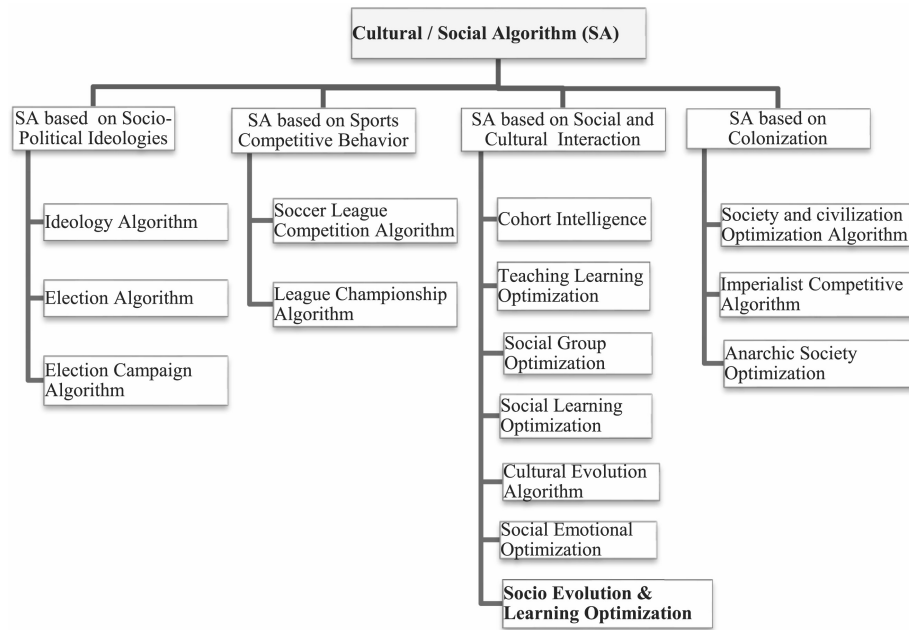 Cultural / Social Algorithm (SA)
SA based on Socio-
Political Ideologies
Ideology Algorithm
Election Algorithm
Election Campaign
Algorithm
SA based on Sports
Competitive Behavior
Soccer League
Competition Algorithm
League Championship
Algorithm
SA based on Social and
Cultural Interaction
Cohort Intelligence
Teaching Learning
Optimization
Social Group
Optimization
Social Learning
Optimization
Cultural Evolution
Algorithm
Social Emotional
Optimization
Socio Evolution &
Learning Optimization
SA based on
Colonization
Society and civilization
Optimization Algorithm
Imperialist Competitive
Algorithm
Anarchic Society
Optimization